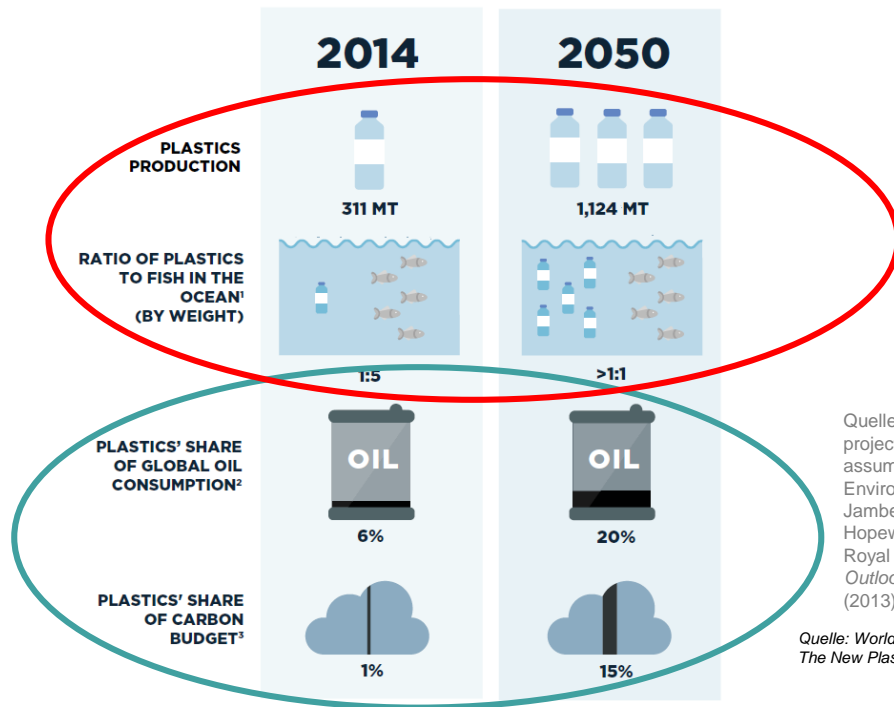 2014
2050
PLASTICS
PRODUCTION
311 MT
1,124 MT
RATIO OF PLASTICS
TO FISH IN THE
OCEAN¹
(BY WEIGHT)
1:5
>1:1
PLASTICS' SHARE
OF GLOBAL OIL
CONSUMPTION²
OIL
OIL
6%
20%
PLASTICS' SHARE
OF CARBON
BUDGET³
1%
15%
Quelle
projec
assum
Enviro
Jambe
Hopew
Royal
Outloo
(2013)
Quelle: World
The New Plas